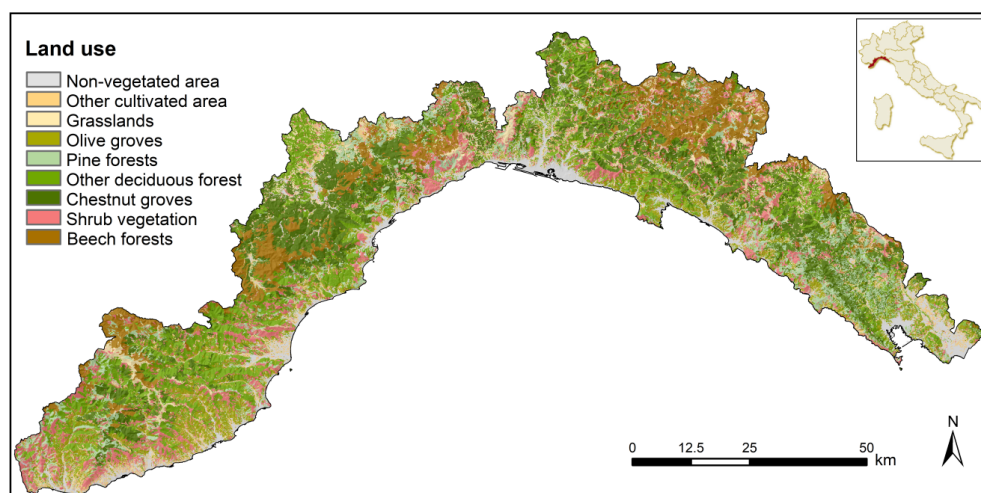 Land use
Non-vegetated area
Other cultivated area
Grasslands
Olive groves
Pine forests
Other deciduous forest
Chestnut groves
Shrub vegetation
Beech forests
N
0 12.5 25 50
km